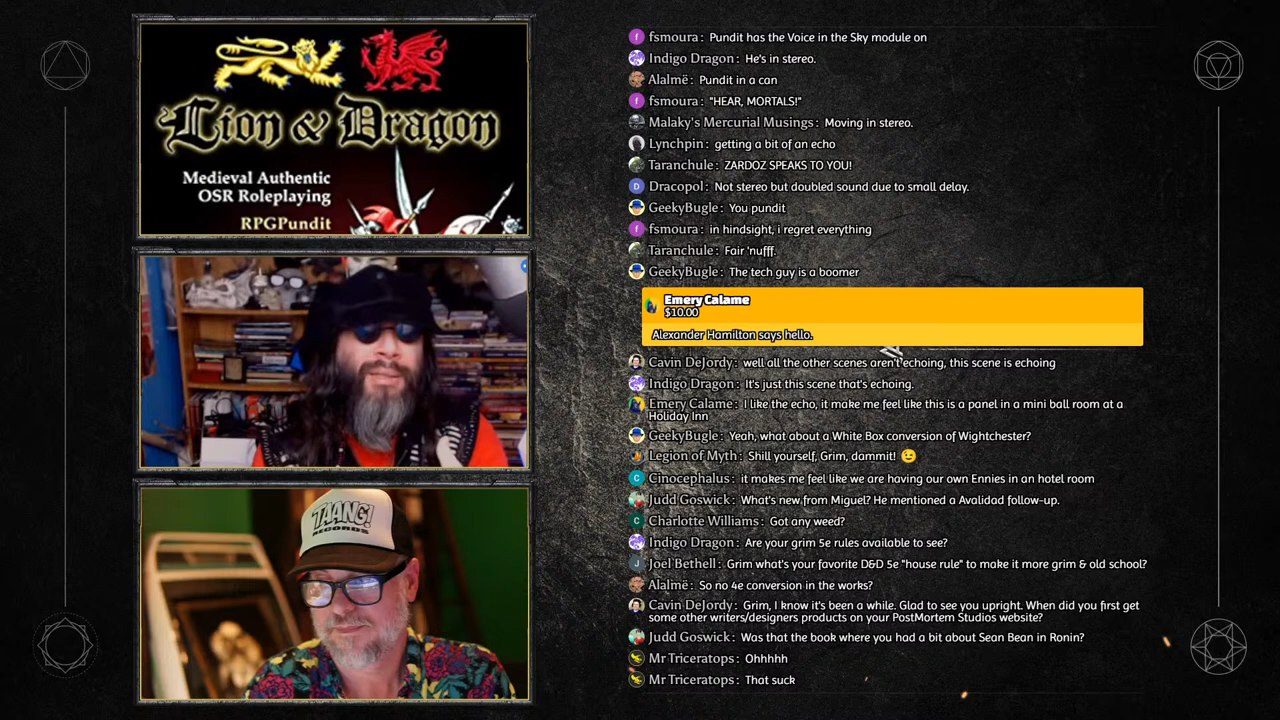 Lion & Dragon
Medieval Authentic
OSR Roleplaying
RPGPundit
TAANG!
RECORDS
f fsmoura: Pundit has the Voice in the Sky module on
Indigo Dragon: He's in stereo.
Alalmë: Pundit in a can
f fsmoura: "HEAR, MORTALS!"
Malaky's Mercurial Musings: Moving in stereo.
Lynchpin: getting a bit of an echo
Taranchule: ZARDOZ SPEAKS TO YOU!
D Dracopol: Not stereo but doubled sound due to small delay.
GeekyBugle: You pundit
f fsmoura: in hindsight, i regret everything
Taranchule: Fair 'nufff.
GeekyBugle: The tech guy is a boomer
Emery Calame
$10.00
Alexander Hamilton says hello.
Cavin DeJordy: well all the other scenes aren't echoing, this scene is echoing
Indigo Dragon: It's just this scene that's echoing.
Emery Calame: I like the echo, it make me feel like this is a panel in a mini ball room at a
Holiday Inn
GeekyBugle: Yeah, what about a White Box conversion of Wightchester?
Legion of Myth: Shill yourself, Grim, dammit! 😉
C Cinocephalus: it makes me feel like we are having our own Ennies in an hotel room
Judd Goswick: What's new from Miguel? He mentioned a Avalidad follow-up.
C Charlotte Williams: Got any weed?
Indigo Dragon: Are your grim 5e rules available to see?
J Joel Bethell: Grim what's your favorite D&D 5e "house rule" to make it more grim & old school?
Alalmë: So no 4e conversion in the works?
Cavin DeJordy: Grim, I know it's been a while. Glad to see you upright. When did you first get
some other writers/designers products on your PostMortem Studios website?
Judd Goswick: Was that the book where you had a bit about Sean Bean in Ronin?
Mr Triceratops: Ohhhhh
Mr Triceratops: That suck